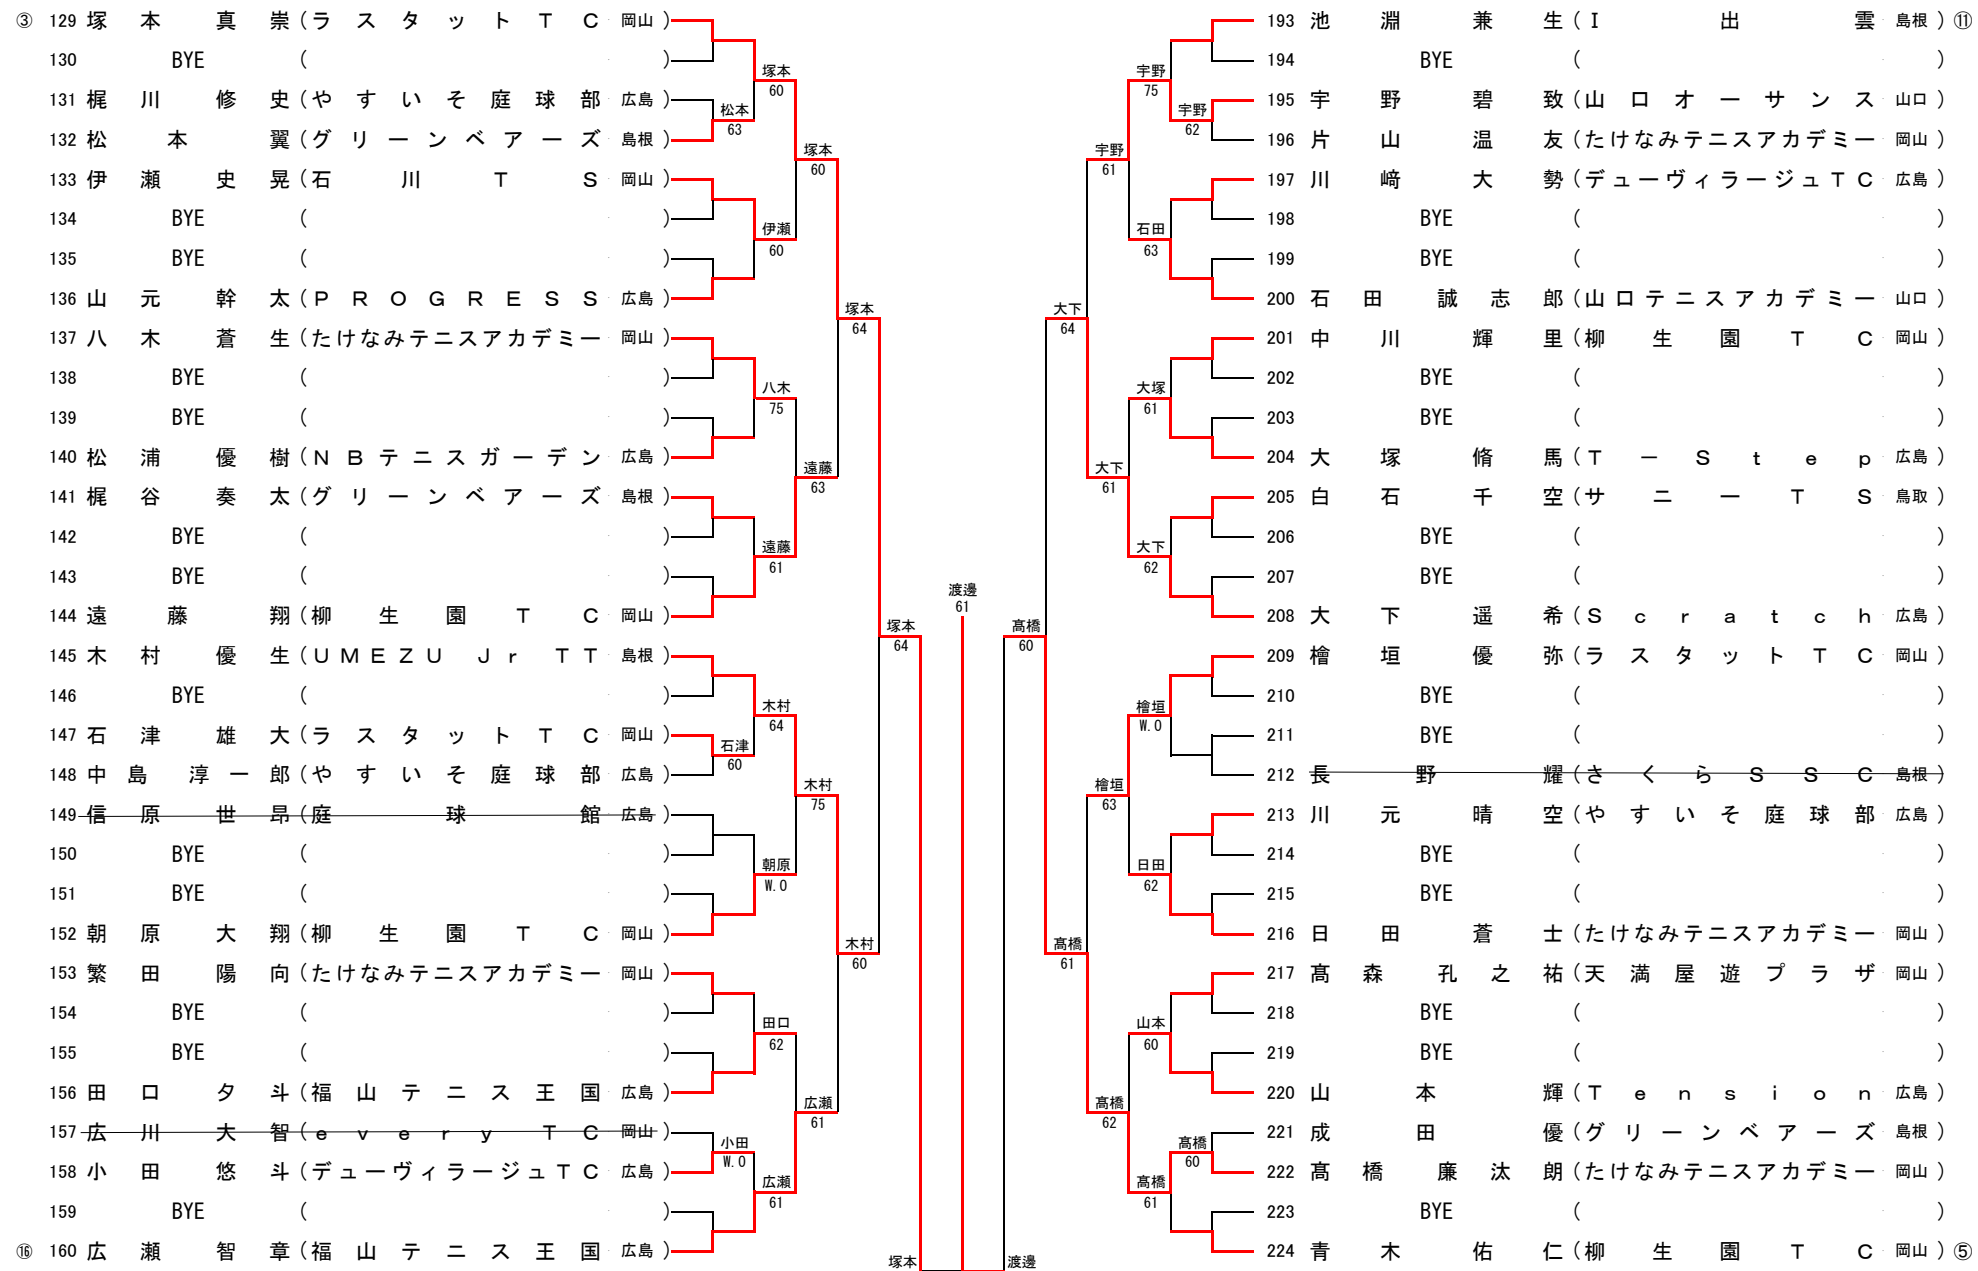 ③ 129 塚本真崇(ラスタットTC 岡山)
130 BYE ( )
131 梶川修史(やすいそ庭球部 広島)
132 松本翼(グリーンベアーズ 島根)
133 伊瀬史晃(石川TS 岡山)
134 BYE ( )
135 BYE ( )
136 山元幹太(PROGRESS 広島)
137 八木蒼生(たけなみテニスアカデミー 岡山)
138 BYE ( )
139 BYE ( )
140 松浦優樹(NBテニスガーデン 広島)
141 梶谷奏太(グリーンベアーズ 島根)
142 BYE ( )
143 BYE ( )
144 遠藤翔(柳生園TC 岡山)
145 木村優生(UMEZU Jr TT 島根)
146 BYE ( )
147 石津雄大(ラスタットTC 岡山)
148 中島淳一郎(やすいそ庭球部 広島)
149 信原世昂(庭球館 広島)
150 BYE ( )
151 BYE ( )
152 朝原大翔(柳生園TC 岡山)
153 繁田陽向(たけなみテニスアカデミー 岡山)
154 BYE ( )
155 BYE ( )
156 田口夕斗(福山テニス王国 広島)
157 広川大智(every TC 岡山)
158 小田悠斗(デューヴィラージュTC 広島)
159 BYE ( )
⑯ 160 広瀬智章(福山テニス王国 広島)
松本
63
石津
60
小田
W.O
塚本
60
伊瀬
60
八木
75
遠藤
61
木村
64
朝原
W.O
田口
62
広瀬
61
塚本
60
遠藤
63
木村
75
広瀬
61
塚本
64
木村
60
塚本
64
塚本
渡邊
61
渡邊
髙橋
60
大下
64
髙橋
61
宇野
61
大下
61
檜垣
63
髙橋
62
宇野
75
石田
63
大塚
61
大下
62
檜垣
W.O
日田
62
山本
60
髙橋
61
宇野
62
髙橋
60
193 池淵兼生(I出雲 島根) ⑪
194 BYE ( )
195 宇野碧致(山口オーサンス 山口)
196 片山温友(たけなみテニスアカデミー 岡山)
197 川﨑大勢(デューヴィラージュTC 広島)
198 BYE ( )
199 BYE ( )
200 石田誠志郎(山口テニスアカデミー 山口)
201 中川輝里(柳生園TC 岡山)
202 BYE ( )
203 BYE ( )
204 大塚脩馬(T-Step 広島)
205 白石千空(サニーTS 鳥取)
206 BYE ( )
207 BYE ( )
208 大下遥希(Scratch 広島)
209 檜垣優弥(ラスタットTC 岡山)
210 BYE ( )
211 BYE ( )
212 長野耀(さくらSSC 島根)
213 川元晴空(やすいそ庭球部 広島)
214 BYE ( )
215 BYE ( )
216 日田蒼士(たけなみテニスアカデミー 岡山)
217 髙森孔之祐(天満屋遊プラザ 岡山)
218 BYE ( )
219 BYE ( )
220 山本輝(Tension 広島)
221 成田優(グリーンベアーズ 島根)
222 髙橋廉汰朗(たけなみテニスアカデミー 岡山)
223 BYE ( )
224 青木佑仁(柳生園TC 岡山) ⑤